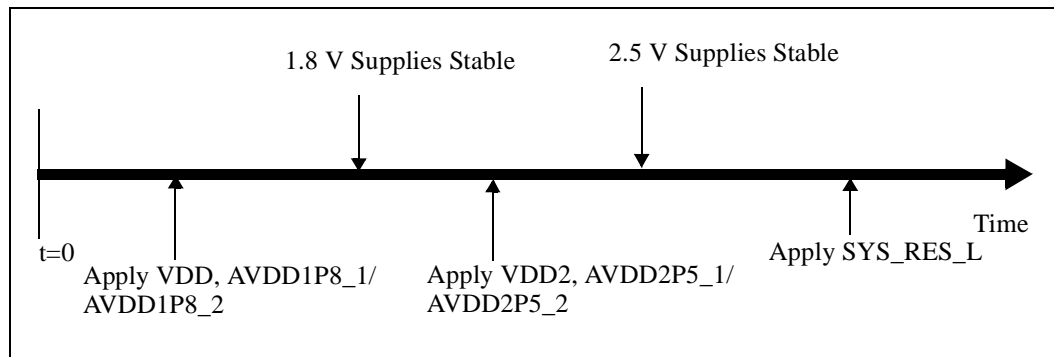 1.8 V Supplies Stable
2.5 V Supplies Stable
t=0
Time
Apply VDD, AVDD1P8_1/
AVDD1P8_2
Apply VDD2, AVDD2P5_1/
AVDD2P5_2
Apply SYS_RES_L